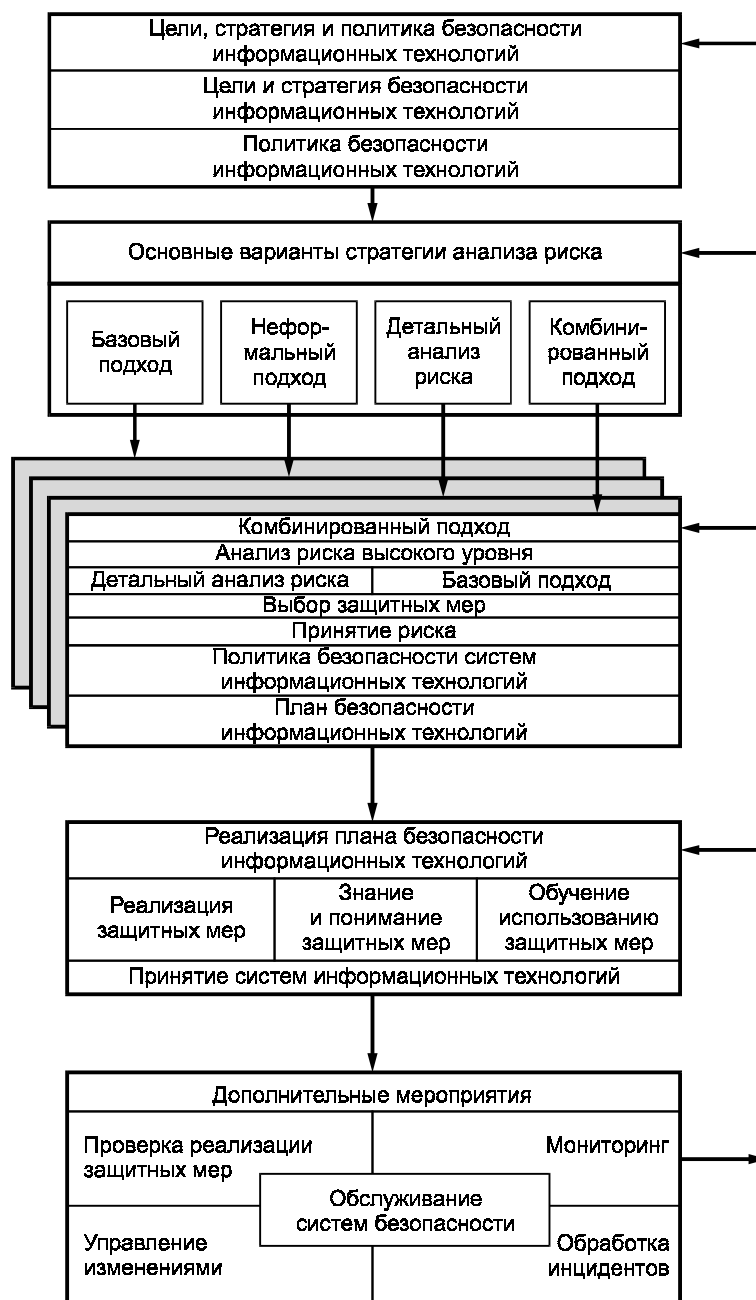 Цели, стратегия и политика безопасности
информационных технологий
Цели и стратегия безопасности
информационных технологий
Политика безопасности
информационных технологий
Основные варианты стратегии анализа риска
Базовый
подход
Нефор-
мальный
подход
Детальный
анализ
риска
Комбини-
рованный
подход
Комбинированный подход
Анализ риска высокого уровня
Детальный анализ риска
Базовый подход
Выбор защитных мер
Принятие риска
Политика безопасности систем
информационных технологий
План безопасности
информационных технологий
Реализация плана безопасности
информационных технологий
Реализация
защитных мер
Знание
и понимание
защитных мер
Обучение
использованию
защитных мер
Принятие систем информационных технологий
Дополнительные мероприятия
Проверка реализации
защитных мер
Мониторинг
Обслуживание
систем безопасности
Управление
изменениями
Обработка
инцидентов